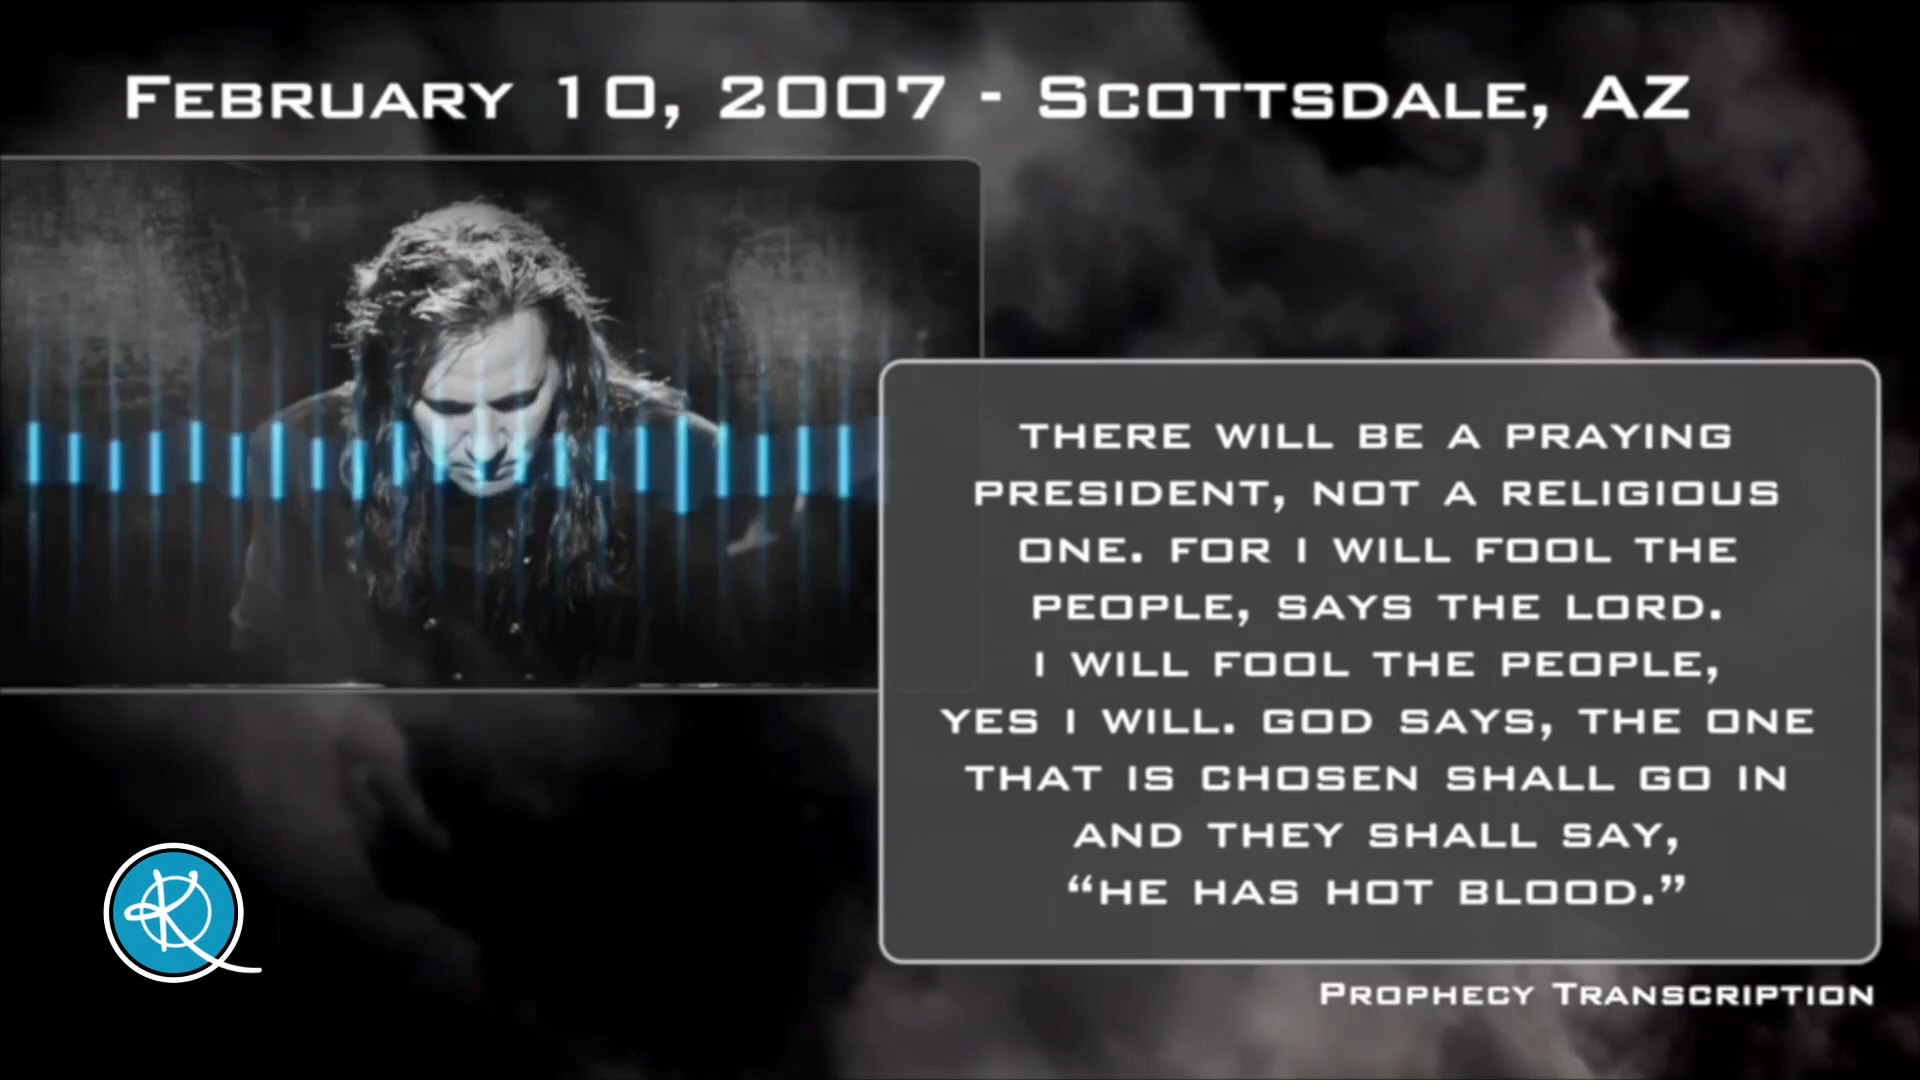 FEBRUARY 10, 2007 - SCOTTSDALE, AZ
THERE WILL BE A PRAYING
PRESIDENT, NOT A RELIGIOUS
ONE. FOR I WILL FOOL THE
PEOPLE, SAYS THE LORD.
I WILL FOOL THE PEOPLE,
YES I WILL. GOD SAYS, THE ONE
THAT IS CHOSEN SHALL GO IN
AND THEY SHALL SAY,
“HE HAS HOT BLOOD.”
PROPHECY TRANSCRIPTION